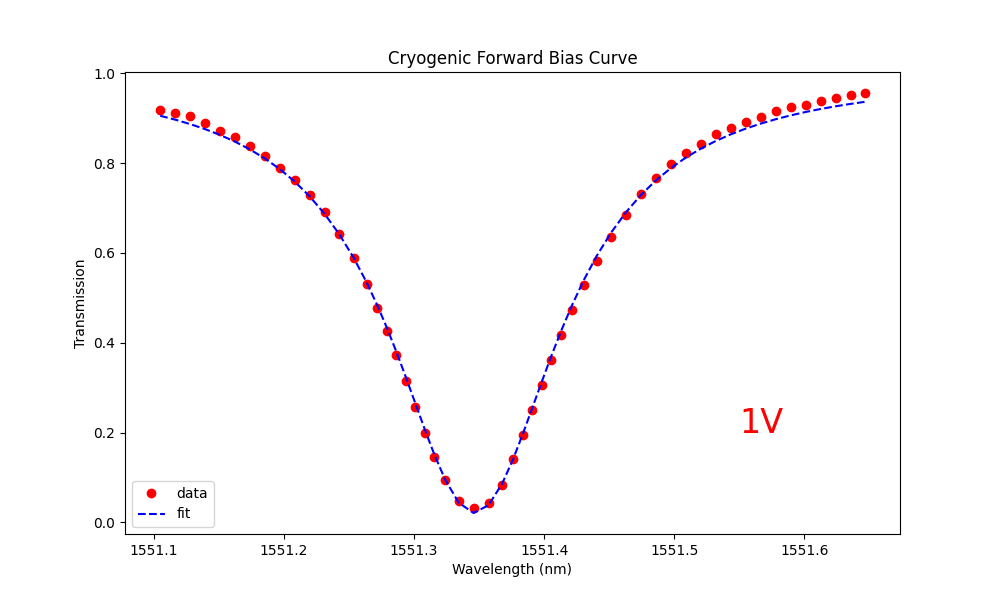 Cryogenic Forward Bias Curve
Transmission
1.0
0.8
0.6
0.4
0.2
0.0
1V
data
fit
1551.1 1551.2 1551.3 1551.4 1551.5 1551.6
Wavelength (nm)